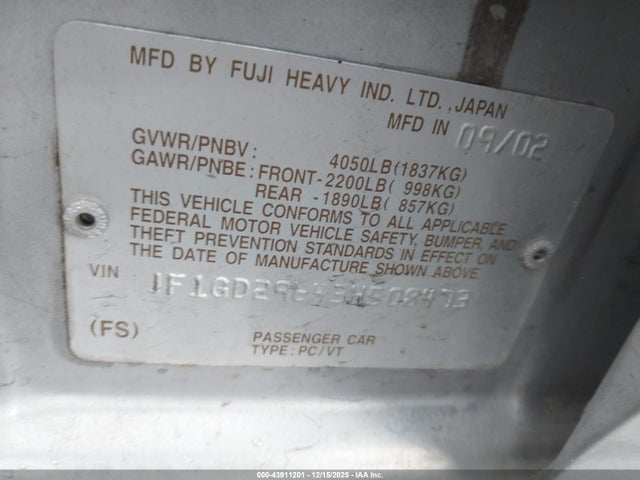 MFD BY FUJI HEAVY IND. LTD., JAPAN
MFD IN 09/02
GVWR/PNBV: 4050LB(1837KG)
GAWR/PNBE: FRONT-2200LB( 998KG)
REAR -1890LB( 857KG)
THIS VEHICLE CONFORMS TO ALL APPLICABLE
FEDERAL MOTOR VEHICLE SAFETY, BUMPER, AND
THEFT PREVENTION STANDARDS IN EFFECT ON
THE DATE OF MANUFACTURE SHOWN ABOVE
VIN
(FS)
PASSENGER CAR
TYPE: PC/VT
000-43911201 - 12/15/2025 - IAA Inc.